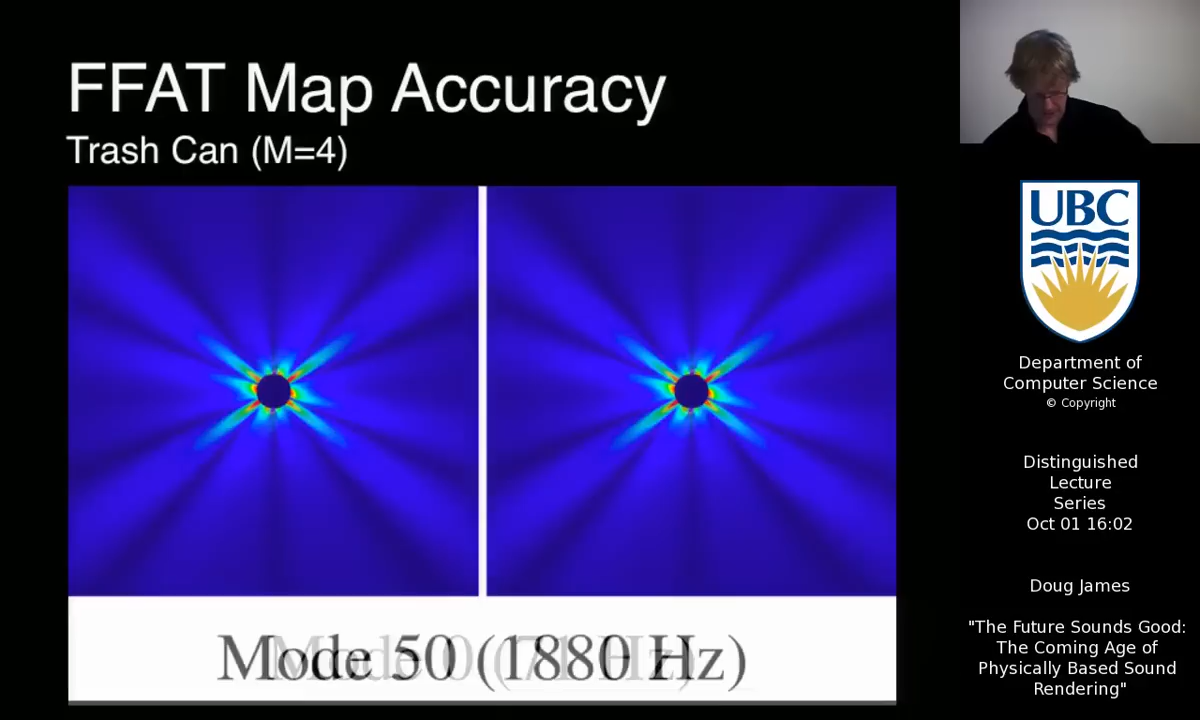 FFAT Map Accuracy
Trash Can (M=4)
Mode 50 (1880 Hz)
UBC
Department of
Computer Science
© Copyright
Distinguished
Lecture
Series
Oct 01 16:02
Doug James
"The Future Sounds Good:
The Coming Age of
Physically Based Sound
Rendering"